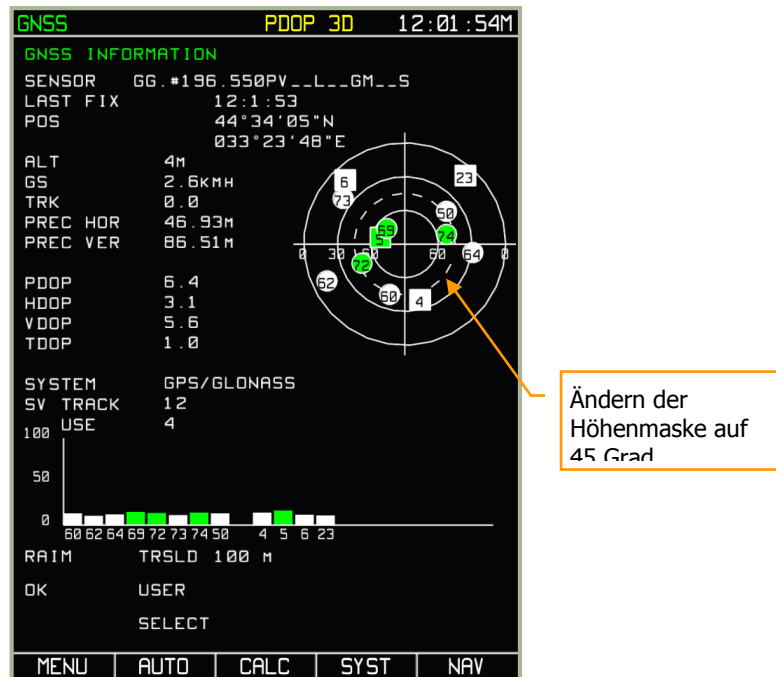 GNSS PDOP 3D 12:01:54M
GNSS INFORMATION
SENSOR GG.#196.550PV__L__GM__S
LAST FIX 12:1:53
POS 44°34'05"N
033°23'48"E
ALT 4M
GS 2.6KMH
TRK 0.0
PREC HOR 46.93M
PREC VER 86.51M
6
23
73
50
69
5
74
0 30 60 60 64 0
72
62
60
4
PDOP 6.4
HDOP 3.1
VDOP 5.6
TDOP 1.0
SYSTEM GPS/GLONASS
SV TRACK 12
USE 4
100
50
0
60 62 64 69 72 73 74 50 4 5 6 23
RAIM TRSLD 100 M
OK USER
SELECT
MENU AUTO CALC SYST NAV
Ändern der
Höhenmaske auf
45 Grad